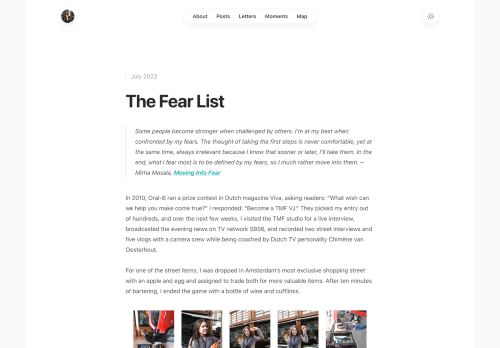 About Posts Letters Moments Map
July 2022
The Fear List
Some people become stronger when challenged by others. I'm at my best when
confronted by my fears. The thought of taking the first steps is never comfortable, yet at
the same time, always irrelevant because I know that sooner or later, I'll take them. In the
end, what I fear most is to be defined by my fears, so I much rather move into them. —
Mirha Masala, Moving Into Fear
In 2010, Oral-B ran a prize contest in Dutch magazine Viva, asking readers: "What wish can
we help you make come true?" I responded: "Become a TMF VJ." They picked my entry out
of hundreds, and over the next few weeks, I visited the TMF studio for a live interview,
broadcasted the evening news on TV network SBS6, and recorded two street interviews and
five vlogs with a camera crew while being coached by Dutch TV personality Chimène van
Oosterhout.
For one of the street items, I was dropped in Amsterdam's most exclusive shopping street
with an apple and egg and assigned to trade both for more valuable items. After ten minutes
of bartering, I ended the game with a bottle of wine and cufflinks.